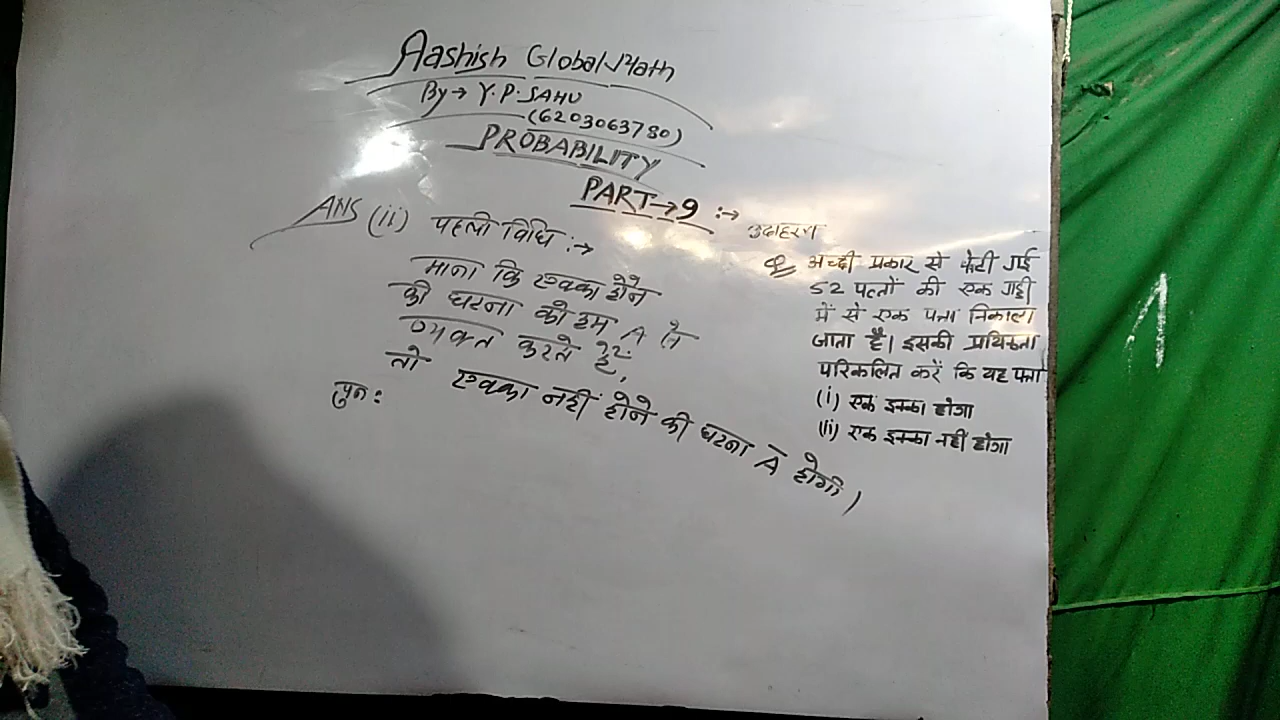 Aashish Global Math
By → Y.P. SAHU
(6203063780)
PROBABILITY
PART → 9 :→
ANS (ii) पहली विधि :→
माना कि एक्का होने
की घटना को हम A से
व्यक्त करते हैं,
तो एक्का नहीं होने की घटना Ā होगी।
पुनः
उदाहरण
Q अच्छी प्रकार से फेटी गई
52 पत्तों की एक गड्डी
में से एक पत्ता निकाला
जाता है। इसकी प्रायिकता
परिकलित करें कि यह पत्ता
(i) एक इक्का होगा
(ii) एक इक्का नहीं होगा